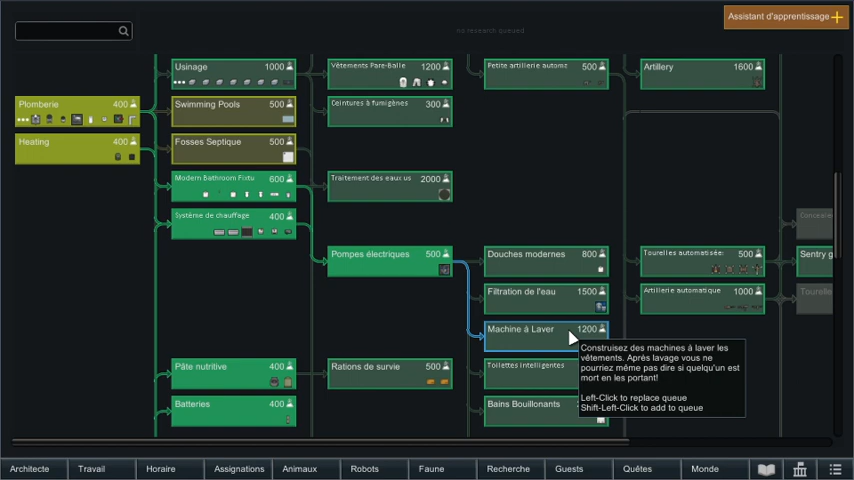 Assistant d'apprentissage
no research queued
Usinage 1000
Vêtements Pare-Balle 1200
Petite artillerie automa 500
Artillery 1600
Plomberie 400
Swimming Pools 500
Ceintures à fumigènes 300
Heating 400
Fosses Septique 500
Modern Bathroom Fixtu 600
Traitement des eaux us 2000
Système de chauffage 400
Conceale
Pompes électriques 500
Douches modernes 800
Tourelles automatisée: 500
Sentry g
Filtration de l'eau 1500
Artillerie automatique 1000
Tourelle
Machine à Laver 1200
Construisez des machines à laver les
vêtements. Après lavage vous ne
pourriez même pas dire si quelqu'un est
mort en les portant!
Left-Click to replace queue
Shift-Left-Click to add to queue
Pâte nutritive 400
Rations de survie 500
Toilettes Intelligentes
Batteries 400
Bains Bouillonants
Architecte
Travail
Horaire
Assignations
Animaux
Robots
Faune
Recherche
Guests
Quêtes
Monde